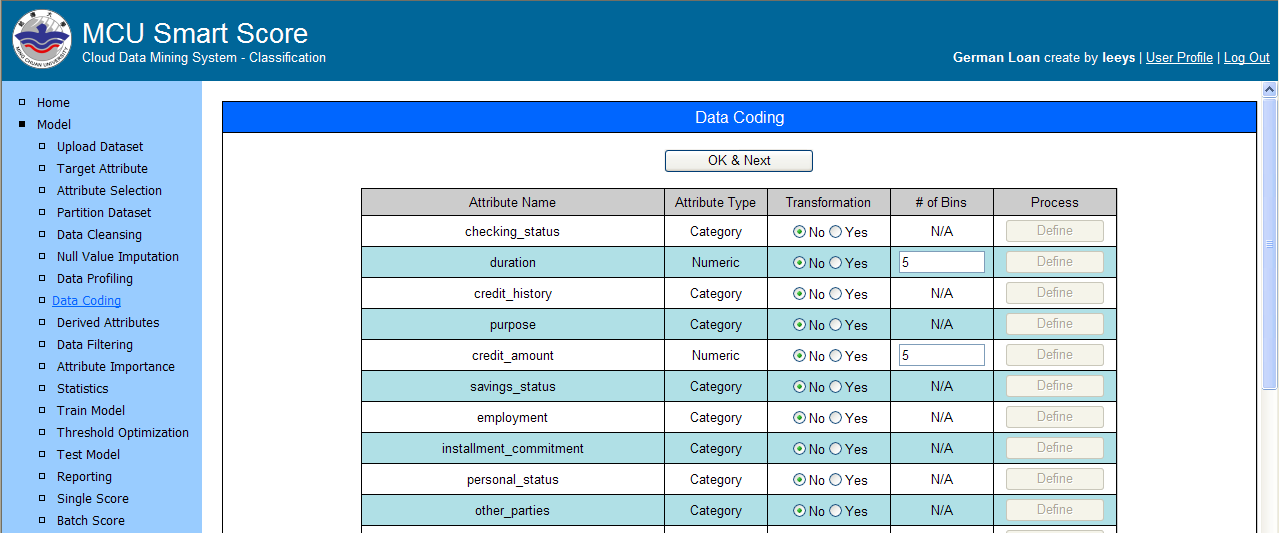 MCU Smart Score
Cloud Data Mining System - Classification
German Loan create by leeys | User Profile | Log Out
Home
Model
Upload Dataset
Target Attribute
Attribute Selection
Partition Dataset
Data Cleansing
Null Value Imputation
Data Profiling
Data Coding
Derived Attributes
Data Filtering
Attribute Importance
Statistics
Train Model
Threshold Optimization
Test Model
Reporting
Single Score
Batch Score
Data Coding
OK & Next
Attribute Name Attribute Type Transformation # of Bins Process
checking_status Category No Yes N/A Define
duration Numeric No Yes 5 Define
credit_history Category No Yes N/A Define
purpose Category No Yes N/A Define
credit_amount Numeric No Yes 5 Define
savings_status Category No Yes N/A Define
employment Category No Yes N/A Define
installment_commitment Category No Yes N/A Define
personal_status Category No Yes N/A Define
other_parties Category No Yes N/A Define